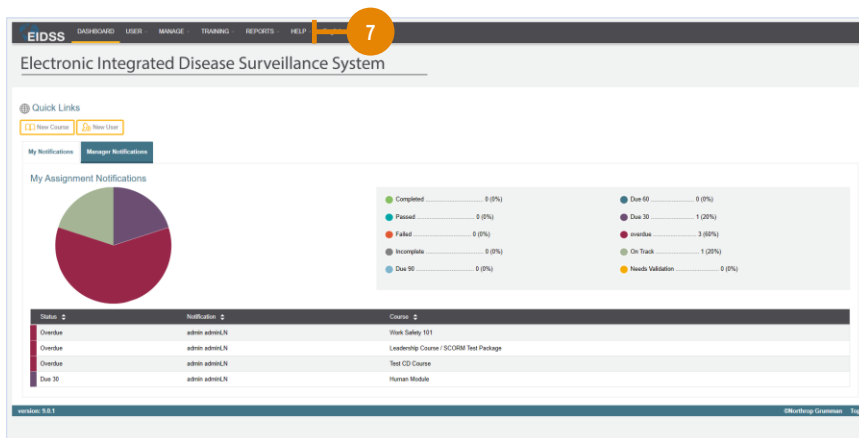 EIDSS DASHBOARD USER MANAGE TRAINING REPORTS HELP 7
Electronic Integrated Disease Surveillance System
Quick Links
New Course New User
My Notifications Manager Notifications
My Assignment Notifications
Completed ........................ 0 (0%) Due 60 ................ 0 (0%)
Passed ........................ 0 (0%) Due 30 ................ 1 (20%)
Failed ........................ 0 (0%) overdue ................ 3 (60%)
Incomplete ........................ 0 (0%) On Track ................ 1 (20%)
Due 90 ........................ 0 (0%) Needs Validation ................ 0 (0%)
Status Notification Course
Overdue admin adminLN Work Safety 101
Overdue admin adminLN Leadership Course / SCORM Test Package
Overdue admin adminLN Test CD Course
Due 30 admin adminLN Human Module
version: 9.0.1 ©Northrop Grumman Top